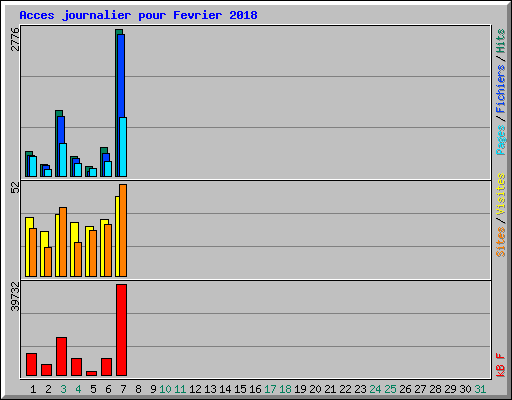 Acces journalier pour Fevrier 2018
2776
52
39732
Pages/Fichiers/Hits
Sites/Visites
kB F
1 2 3 4 5 6 7 8 9 10 11 12 13 14 15 16 17 18 19 20 21 22 23 24 25 26 27 28 29 30 31